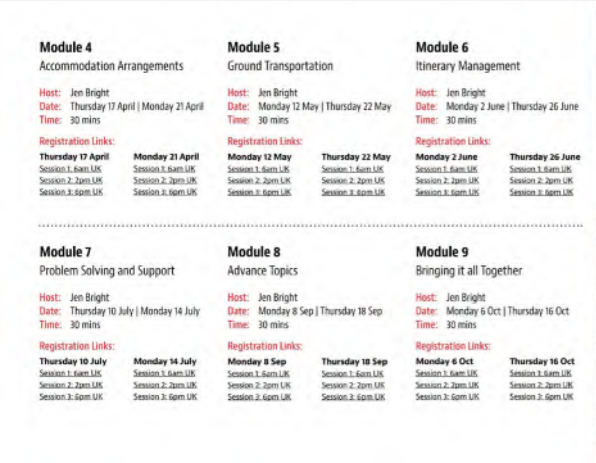 Module 4
Accommodation Arrangements
Host: Jen Bright
Date: Thursday 17 April | Monday 21 April
Time: 30 mins
Registration Links:
Thursday 17 April Monday 21 April
Session 1: 6am UK Session 1: 6am UK
Session 2: 2pm UK Session 2: 2pm UK
Session 3: 6pm UK Session 3: 6pm UK
Module 5
Ground Transportation
Host: Jen Bright
Date: Monday 12 May | Thursday 22 May
Time: 30 mins
Registration Links:
Monday 12 May Thursday 22 May
Session 1: 6am UK Session 1: 6am UK
Session 2: 2pm UK Session 2: 2pm UK
Session 3: 6pm UK Session 3: 6pm UK
Module 6
Itinerary Management
Host: Jen Bright
Date: Monday 2 June | Thursday 26 June
Time: 30 mins
Registration Links:
Monday 2 June Thursday 26 June
Session 1: 6am UK Session 1: 6am UK
Session 2: 2pm UK Session 2: 2pm UK
Session 3: 6pm UK Session 3: 6pm UK
Module 7
Problem Solving and Support
Host: Jen Bright
Date: Thursday 10 July | Monday 14 July
Time: 30 mins
Registration Links:
Thursday 10 July Monday 14 July
Session 1: 6am UK Session 1: 6am UK
Session 2: 2pm UK Session 2: 2pm UK
Session 3: 6pm UK Session 3: 6pm UK
Module 8
Advance Topics
Host: Jen Bright
Date: Monday 8 Sep | Thursday 18 Sep
Time: 30 mins
Registration Links:
Monday 8 Sep Thursday 18 Sep
Session 1: 6am UK Session 1: 6am UK
Session 2: 2pm UK Session 2: 2pm UK
Session 3: 6pm UK Session 3: 6pm UK
Module 9
Bringing it all Together
Host: Jen Bright
Date: Monday 6 Oct | Thursday 16 Oct
Time: 30 mins
Registration Links:
Monday 6 Oct Thursday 16 Oct
Session 1: 6am UK Session 1: 6am UK
Session 2: 2pm UK Session 2: 2pm UK
Session 3: 6pm UK Session 3: 6pm UK